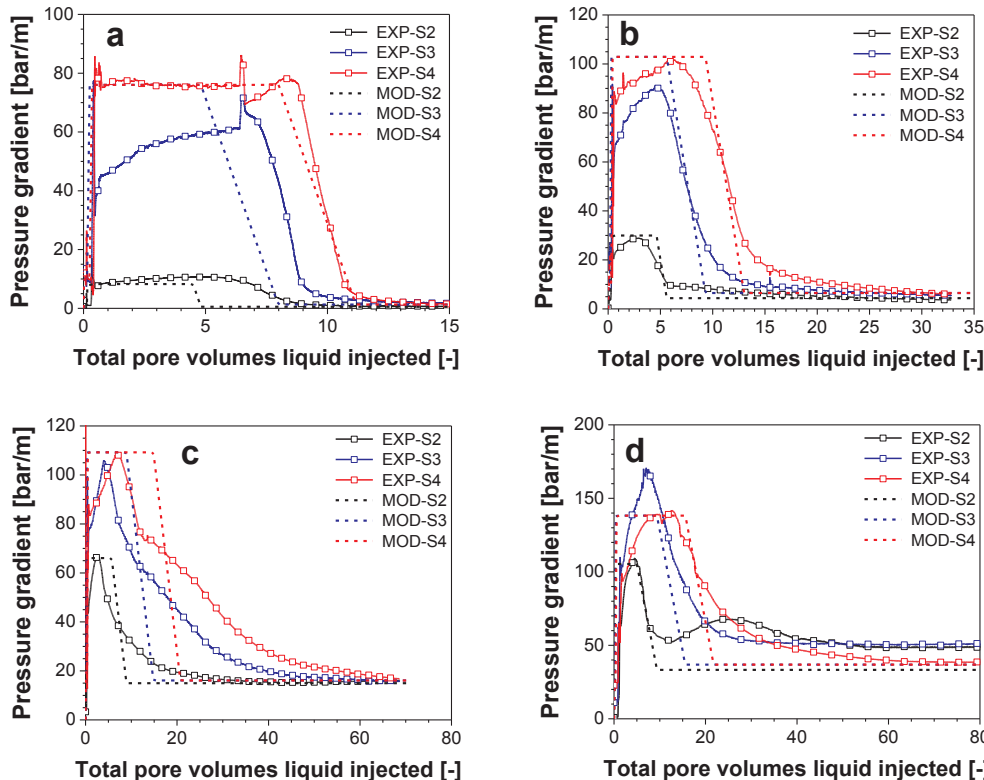 a
Pressure gradient [bar/m]
100
80
60
40
20
0
0 5 10 15
Total pore volumes liquid injected [-]
EXP-S2
EXP-S3
EXP-S4
MOD-S2
MOD-S3
MOD-S4
b
Pressure gradient [bar/m]
120
100
80
60
40
20
0
0 5 10 15 20 25 30 35
Total pore volumes liquid injected [-]
EXP-S2
EXP-S3
EXP-S4
MOD-S2
MOD-S3
MOD-S4
c
Pressure gradient [bar/m]
120
100
80
60
40
20
0
0 20 40 60 80
Total pore volumes liquid injected [-]
EXP-S2
EXP-S3
EXP-S4
MOD-S2
MOD-S3
MOD-S4
d
Pressure gradient [bar/m]
200
150
100
50
0
0 20 40 60 80
Total pore volumes liquid injected [-]
EXP-S2
EXP-S3
EXP-S4
MOD-S2
MOD-S3
MOD-S4